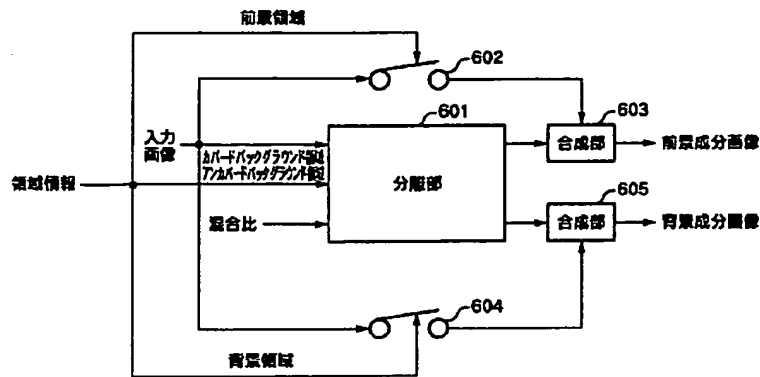 前景領域
602
601
603
入力
画像
カバードバックグラウンド領域
アンカバードバックグラウンド領域
合成部
前景成分画像
領域情報
分離部
605
混合比
合成部
背景成分画像
604
背景領域